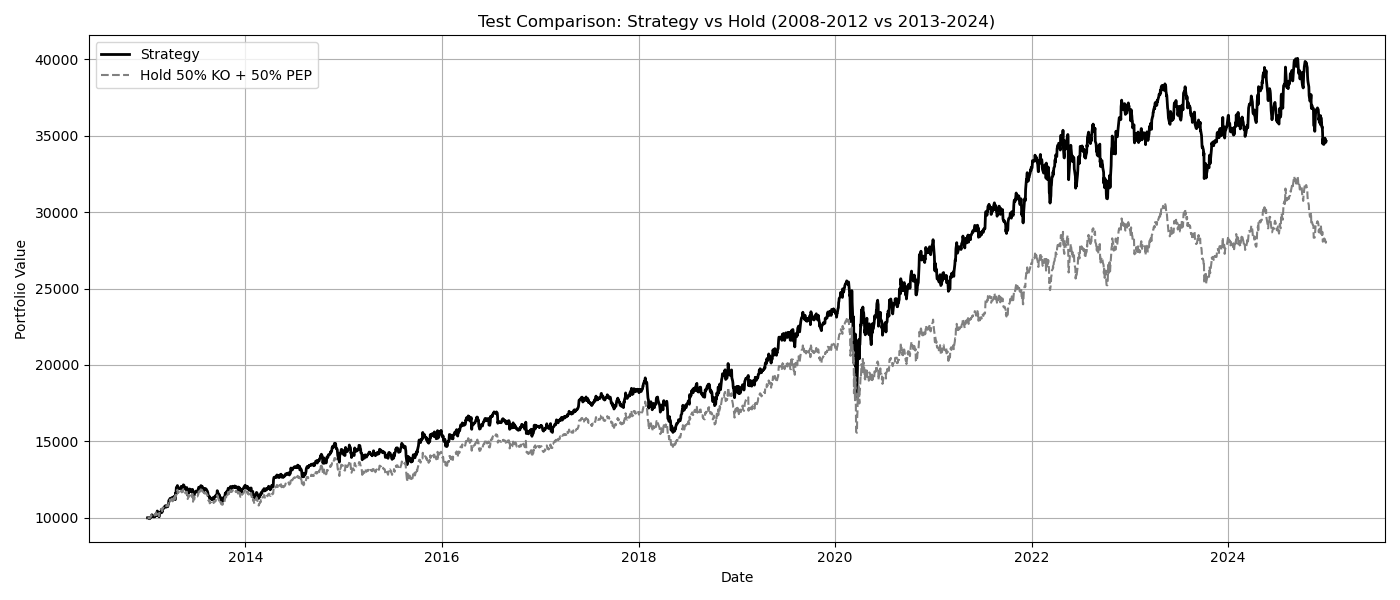 Test Comparison: Strategy vs Hold (2008-2012 vs 2013-2024)
Strategy
Hold 50% KO + 50% PEP
40000
35000
30000
25000
20000
15000
10000
Portfolio Value
2014 2016 2018 2020 2022 2024
Date